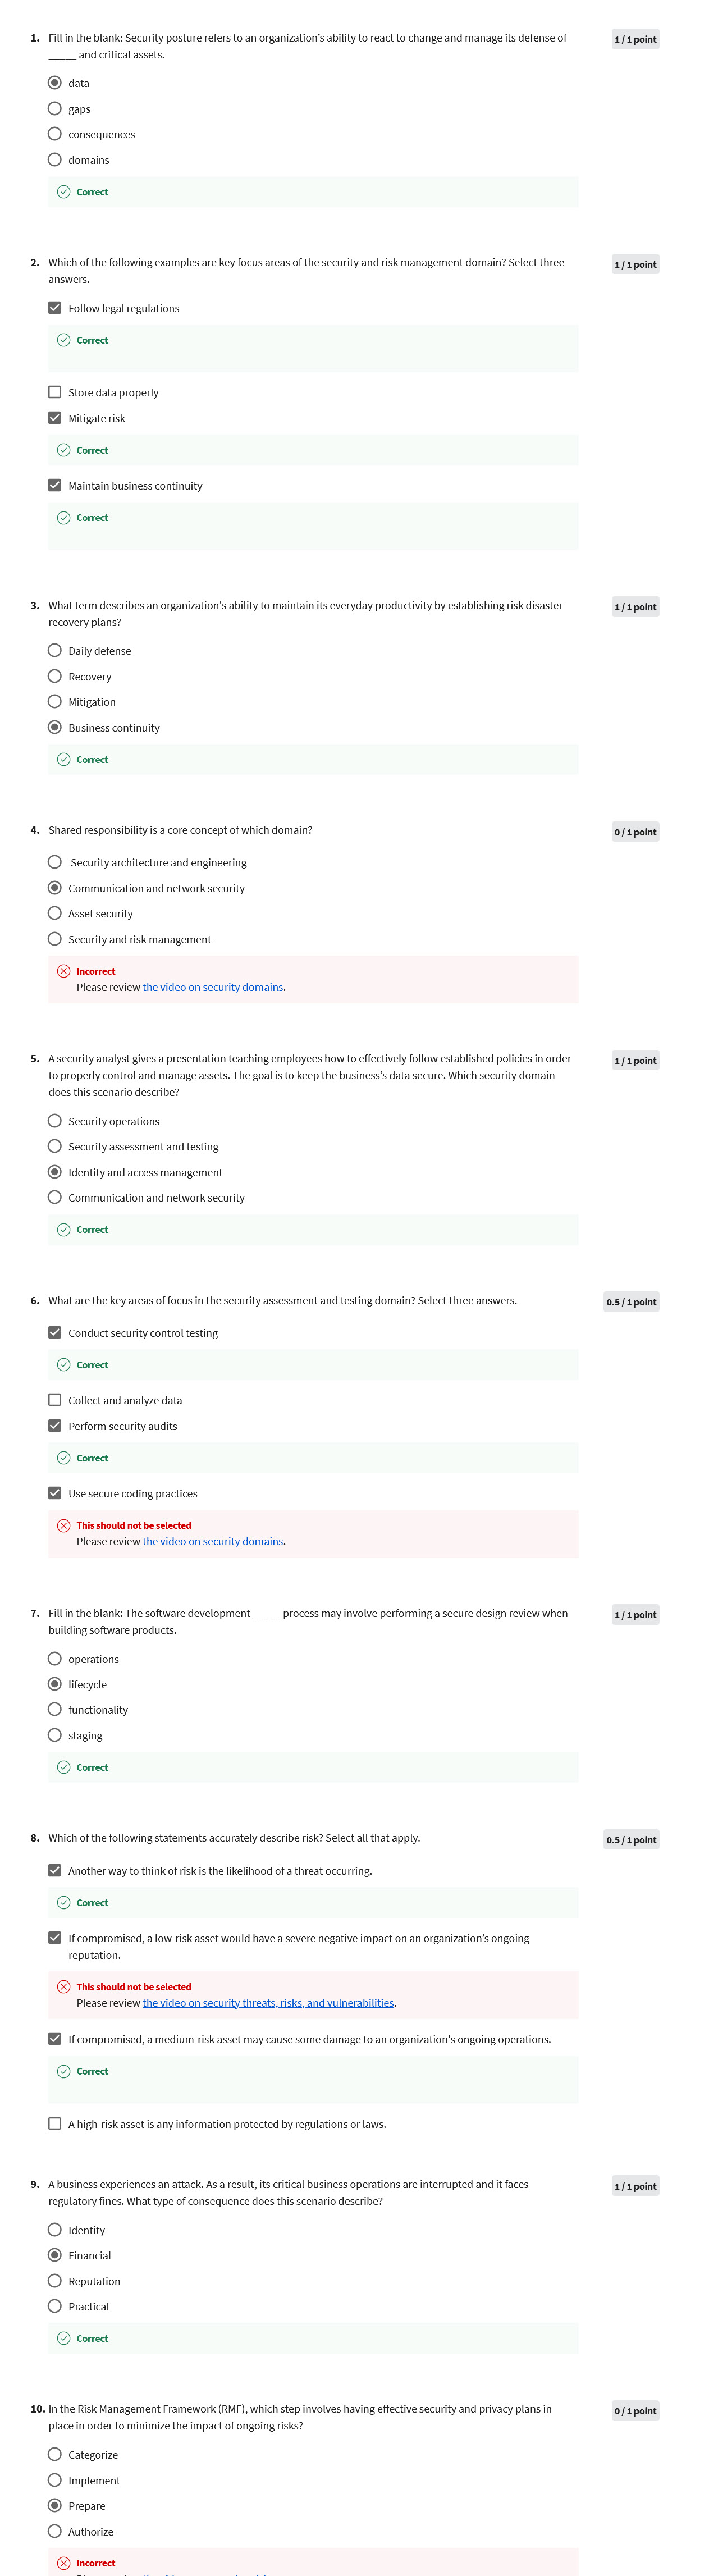 1. Fill in the blank: Security posture refers to an organization's ability to react to change and manage its defense of
_____ and critical assets.
1 / 1 point
data
gaps
consequences
domains
Correct
2. Which of the following examples are key focus areas of the security and risk management domain? Select three
answers.
1 / 1 point
Follow legal regulations
Correct
Store data properly
Mitigate risk
Correct
Maintain business continuity
Correct
3. What term describes an organization's ability to maintain its everyday productivity by establishing risk disaster
recovery plans?
1 / 1 point
Daily defense
Recovery
Mitigation
Business continuity
Correct
4. Shared responsibility is a core concept of which domain?
0 / 1 point
Security architecture and engineering
Communication and network security
Asset security
Security and risk management
Incorrect
Please review the video on security domains.
5. A security analyst gives a presentation teaching employees how to effectively follow established policies in order
to properly control and manage assets. The goal is to keep the business's data secure. Which security domain
does this scenario describe?
1 / 1 point
Security operations
Security assessment and testing
Identity and access management
Communication and network security
Correct
6. What are the key areas of focus in the security assessment and testing domain? Select three answers.
0.5 / 1 point
Conduct security control testing
Correct
Collect and analyze data
Perform security audits
Correct
Use secure coding practices
This should not be selected
Please review the video on security domains.
7. Fill in the blank: The software development _____ process may involve performing a secure design review when
building software products.
1 / 1 point
operations
lifecycle
functionality
staging
Correct
8. Which of the following statements accurately describe risk? Select all that apply.
0.5 / 1 point
Another way to think of risk is the likelihood of a threat occurring.
Correct
If compromised, a low-risk asset would have a severe negative impact on an organization's ongoing
reputation.
This should not be selected
Please review the video on security threats, risks, and vulnerabilities.
If compromised, a medium-risk asset may cause some damage to an organization's ongoing operations.
Correct
A high-risk asset is any information protected by regulations or laws.
9. A business experiences an attack. As a result, its critical business operations are interrupted and it faces
regulatory fines. What type of consequence does this scenario describe?
1 / 1 point
Identity
Financial
Reputation
Practical
Correct
10. In the Risk Management Framework (RMF), which step involves having effective security and privacy plans in
place in order to minimize the impact of ongoing risks?
0 / 1 point
Categorize
Implement
Prepare
Authorize
Incorrect